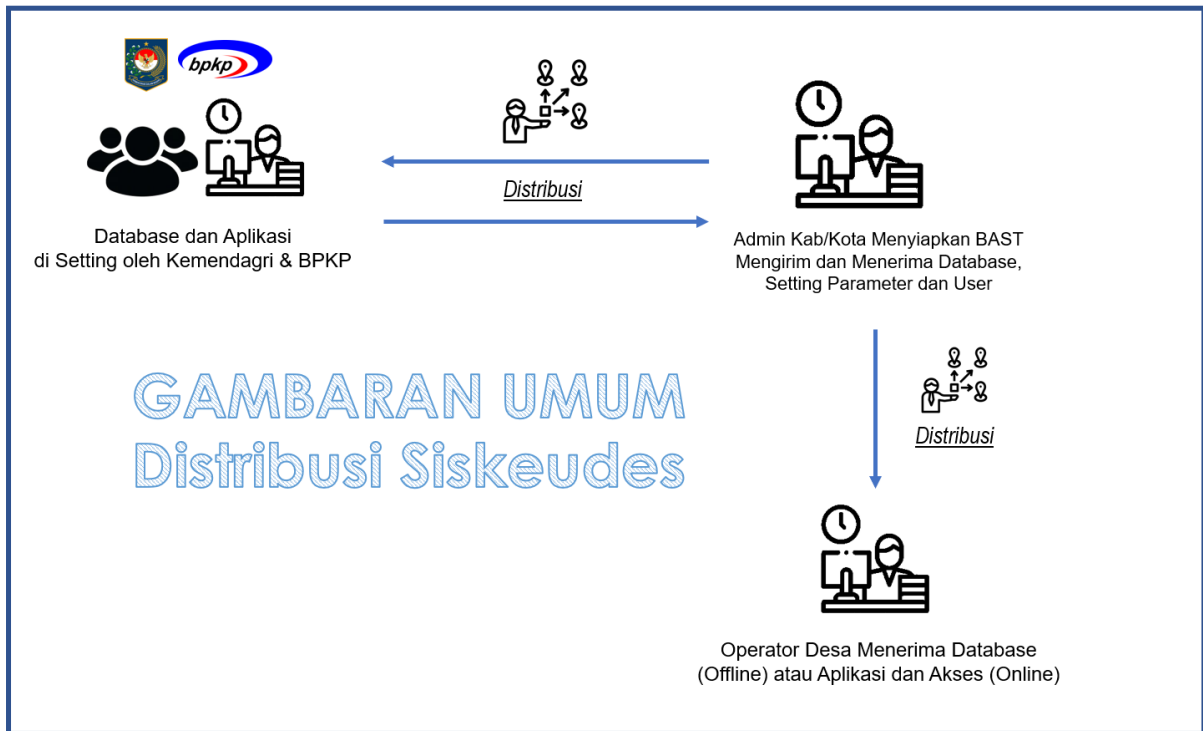 bpkp
Distribusi
Database dan Aplikasi
di Setting oleh Kemendagri & BPKP
Admin Kab/Kota Menyiapkan BAST
Mengirim dan Menerima Database,
Setting Parameter dan User
GAMBARAN UMUM
Distribusi Siskeudes
Distribusi
Operator Desa Menerima Database
(Offline) atau Aplikasi dan Akses (Online)